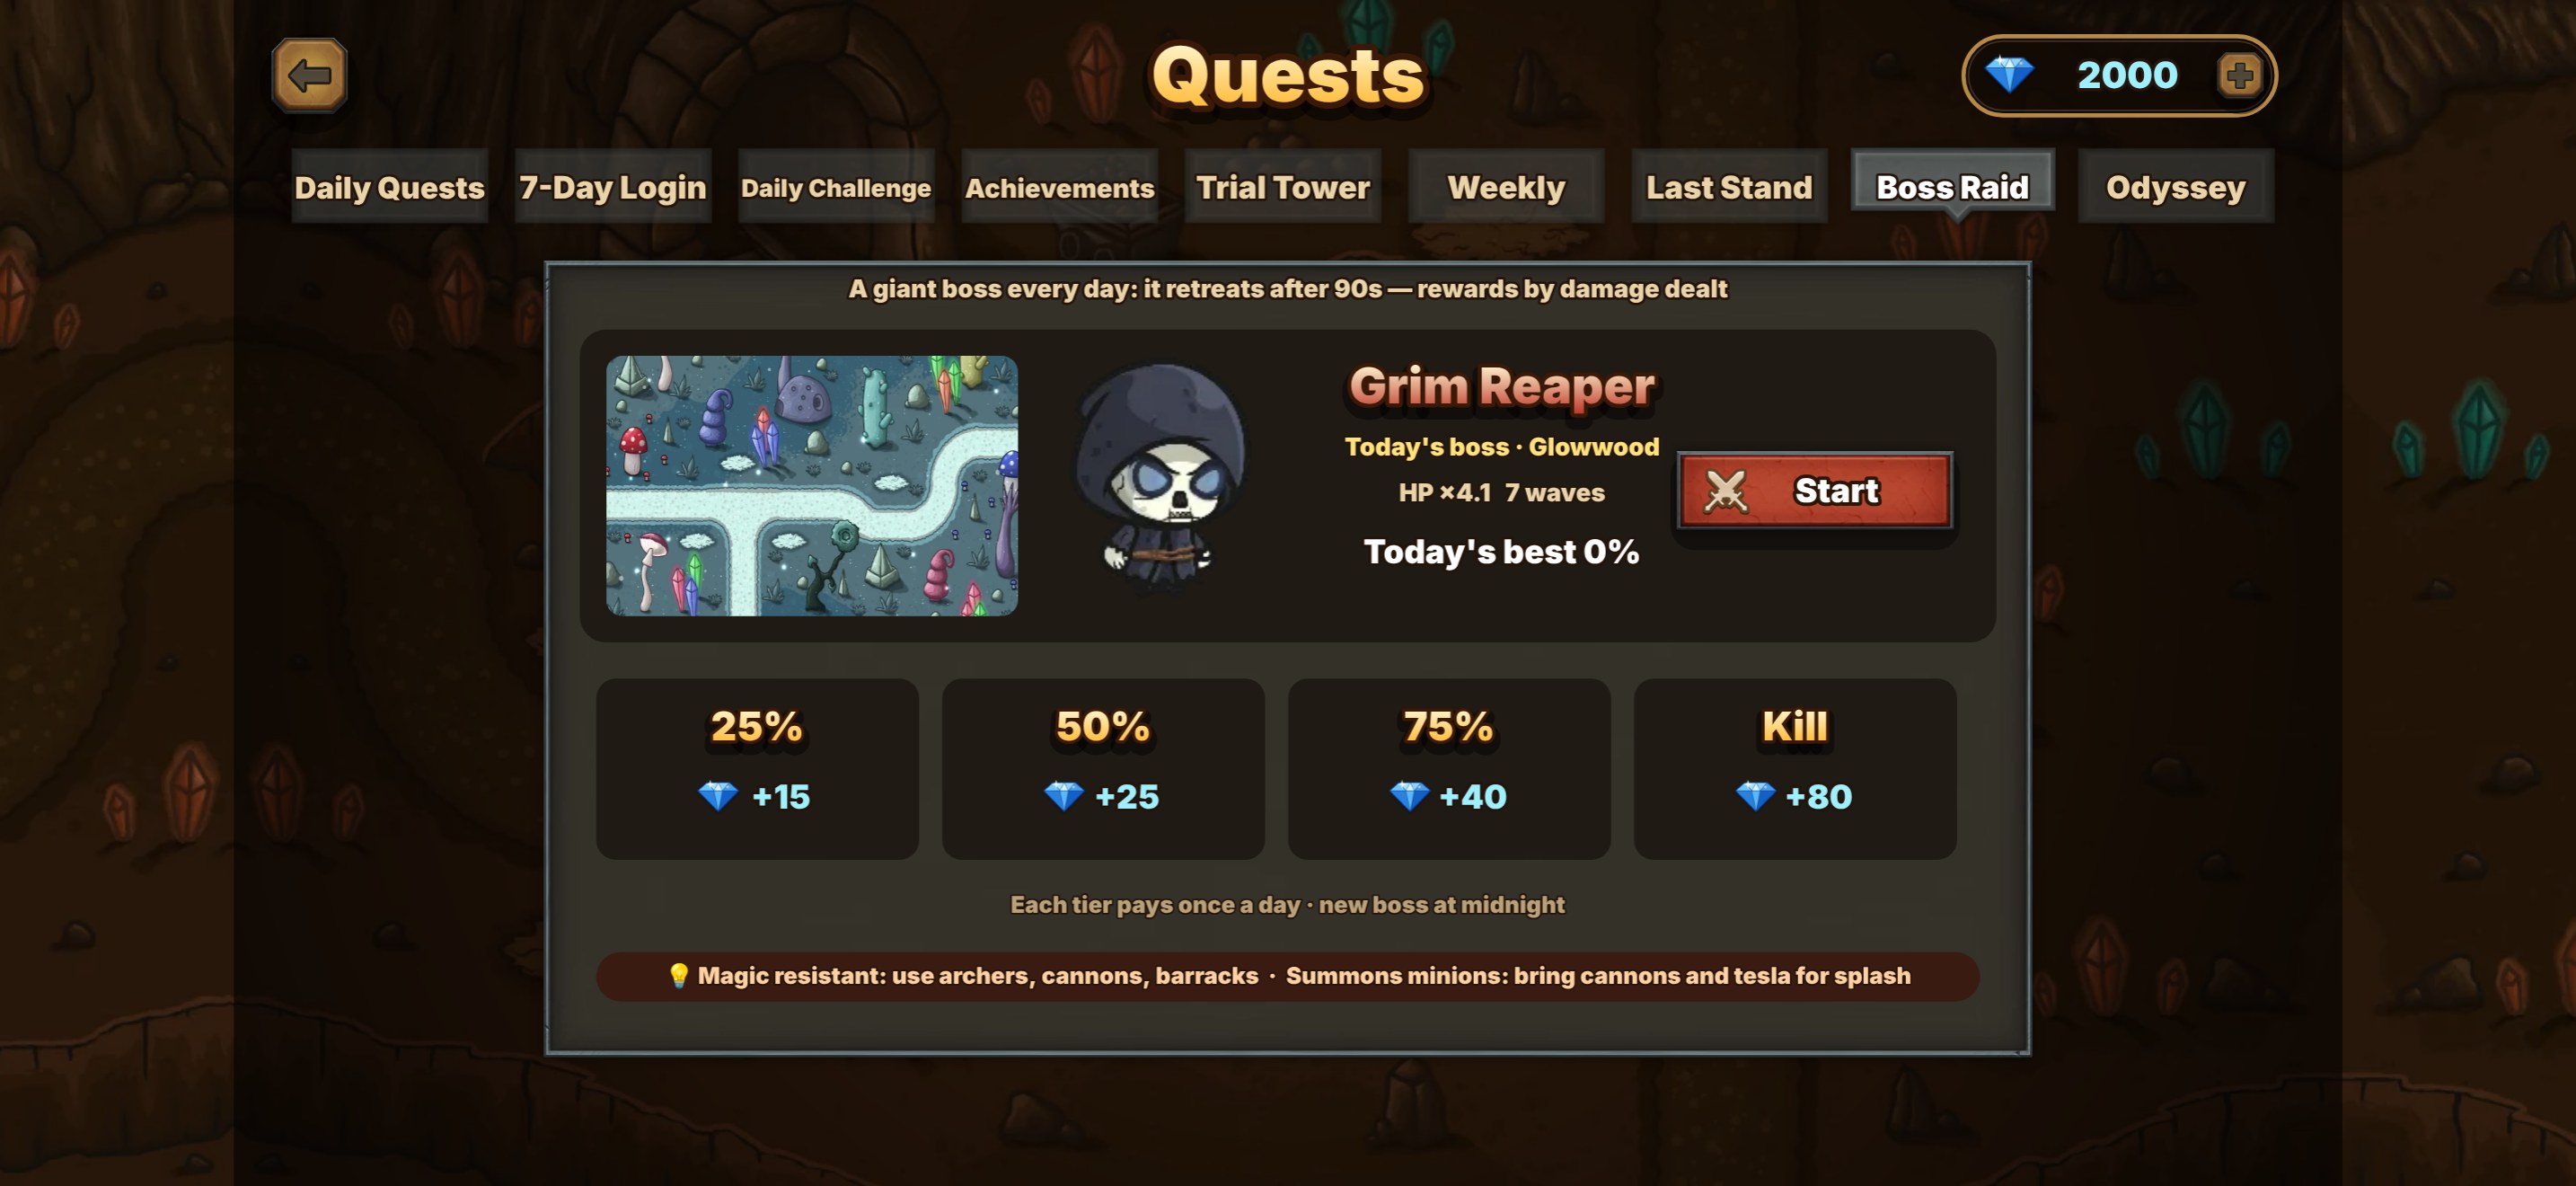 Quests
2000
Daily Quests
7-Day Login
Daily Challenge
Achievements
Trial Tower
Weekly
Last Stand
Boss Raid
Odyssey
A giant boss every day: it retreats after 90s — rewards by damage dealt
Grim Reaper
Today's boss · Glowwood
HP ×4.1 7 waves
Today's best 0%
Start
25%
+15
50%
+25
75%
+40
Kill
+80
Each tier pays once a day · new boss at midnight
Magic resistant: use archers, cannons, barracks · Summons minions: bring cannons and tesla for splash